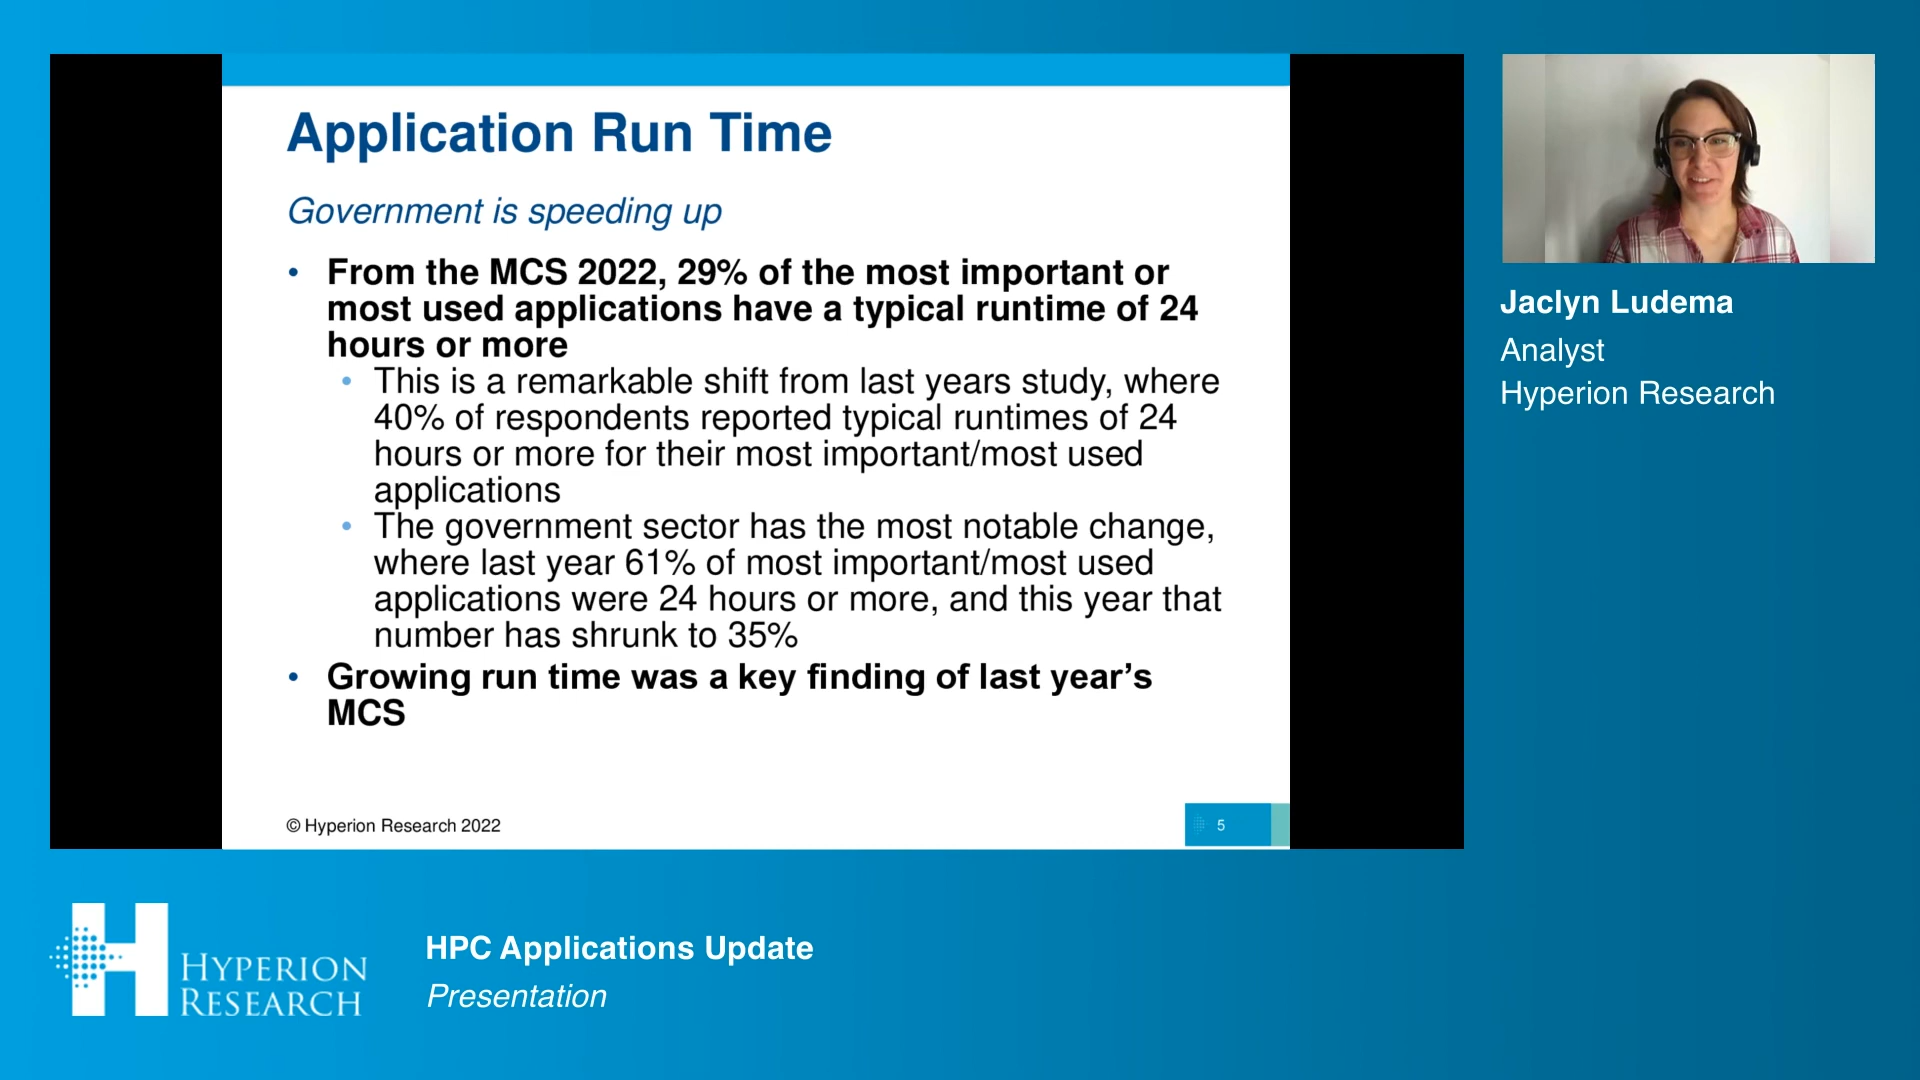 Application Run Time
Government is speeding up
• From the MCS 2022, 29% of the most important or
most used applications have a typical runtime of 24
hours or more
• This is a remarkable shift from last years study, where
40% of respondents reported typical runtimes of 24
hours or more for their most important/most used
applications
• The government sector has the most notable change,
where last year 61% of most important/most used
applications were 24 hours or more, and this year that
number has shrunk to 35%
• Growing run time was a key finding of last year’s
MCS
© Hyperion Research 2022
5
Jaclyn Ludema
Analyst
Hyperion Research
HYPERION
RESEARCH
HPC Applications Update
Presentation